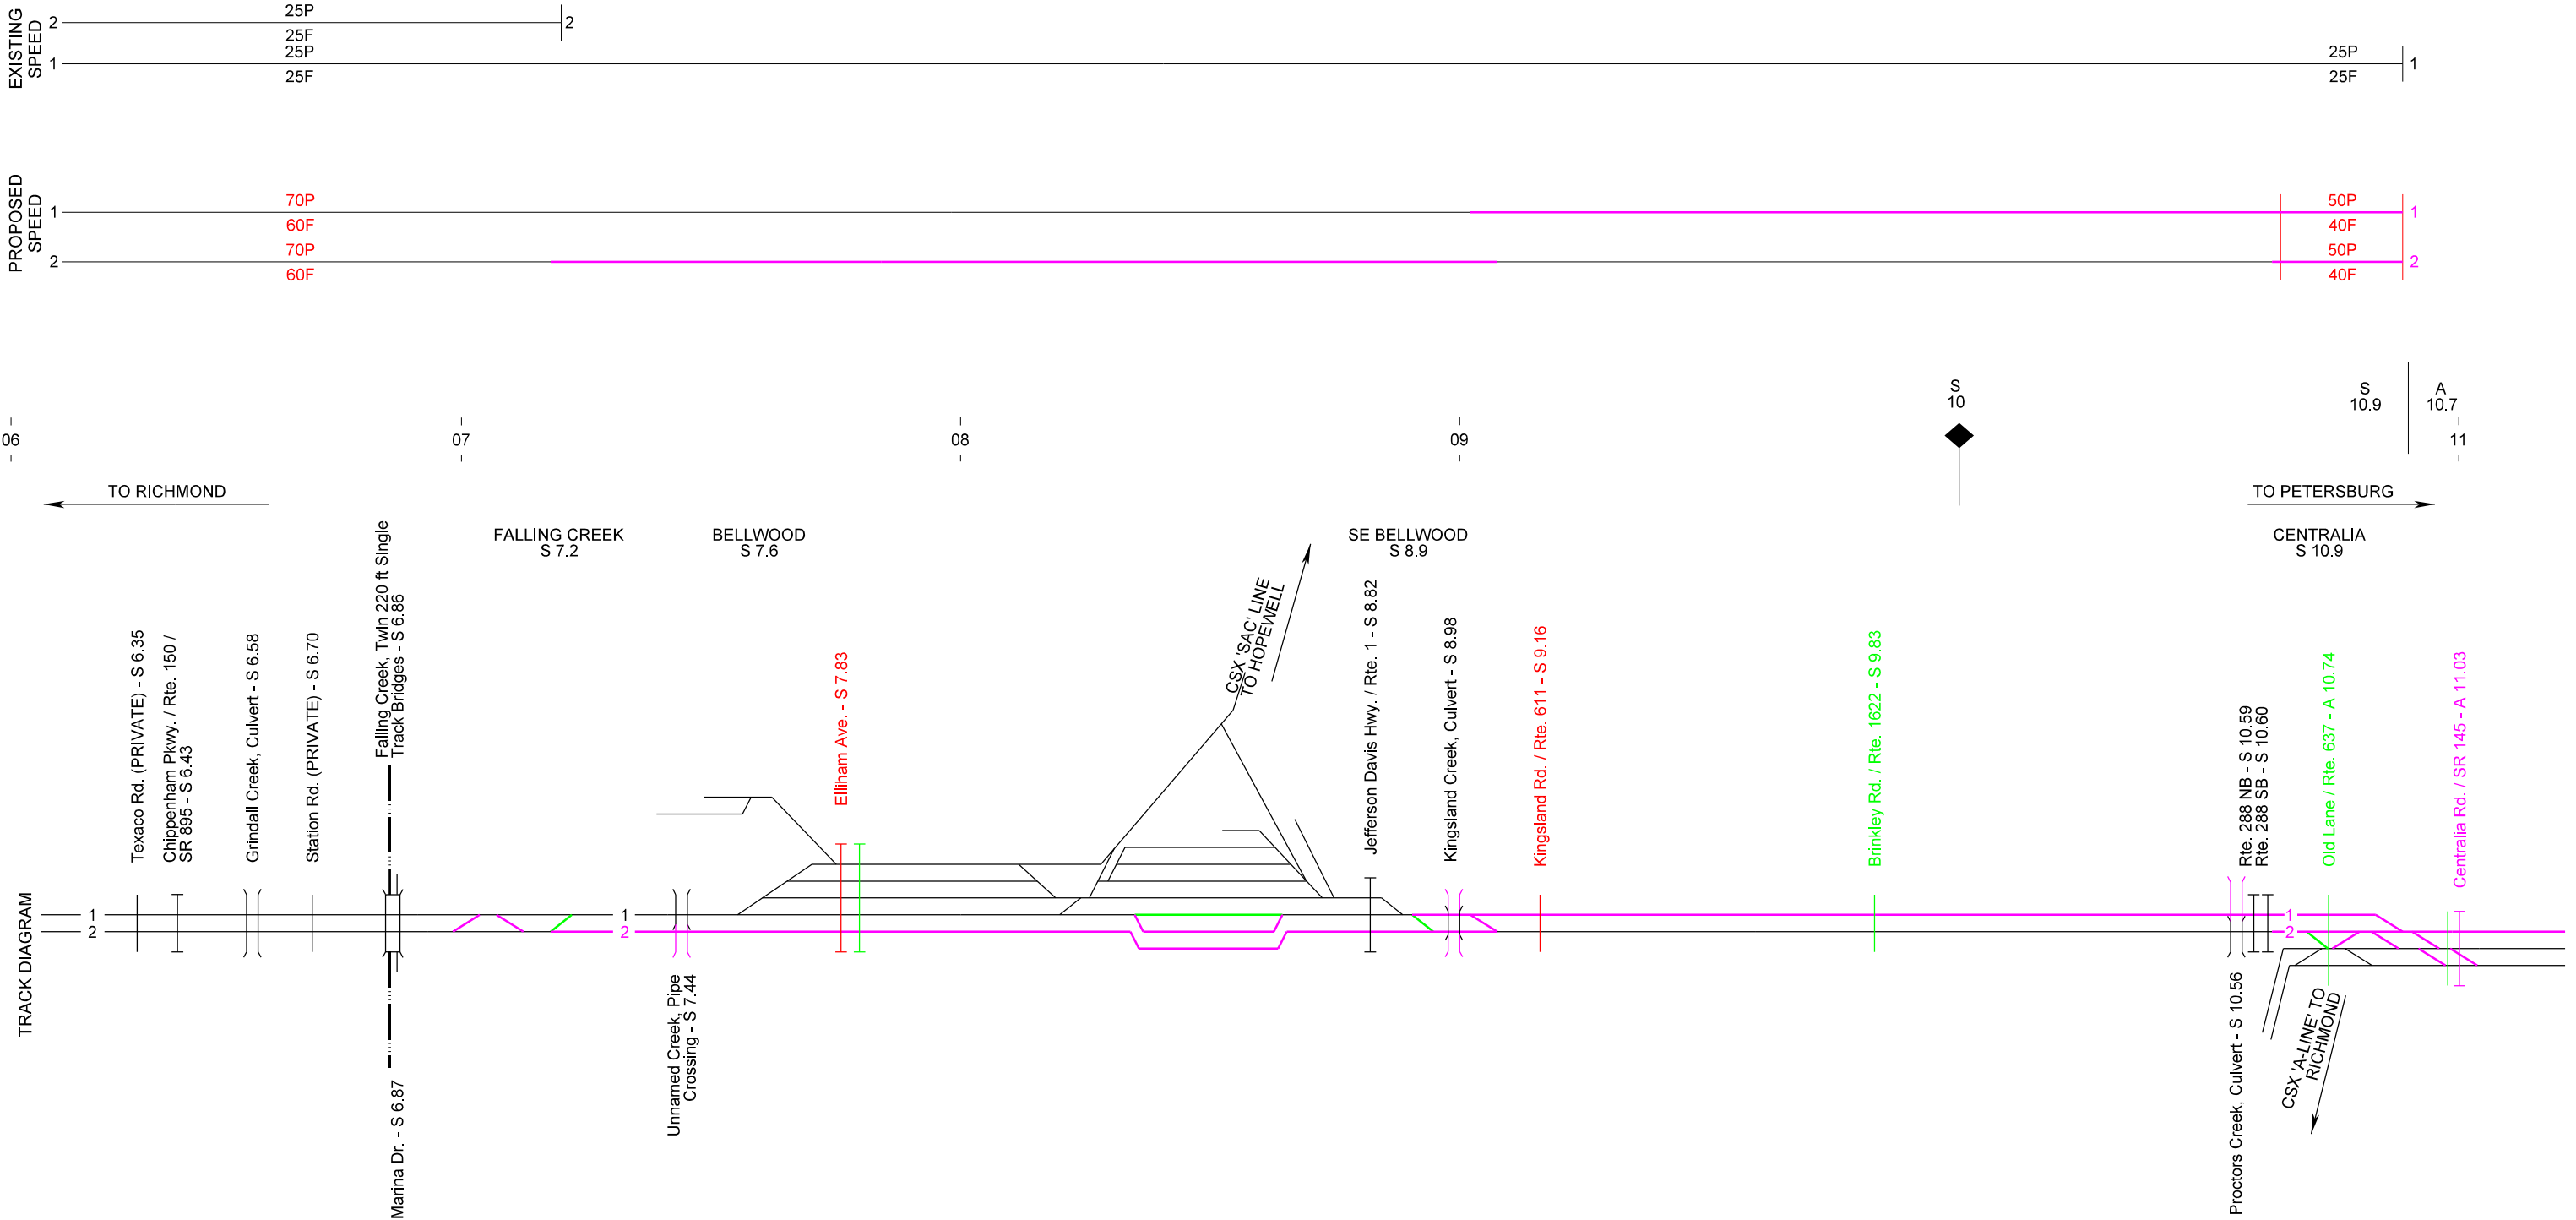 EXISTING
SPEED
2
25P
25F
2
1
25P
25F
25P
25F
1
PROPOSED
SPEED
1
70P
60F
50P
40F
1
2
70P
60F
50P
40F
2
06
07
08
09
S
10
S
10.9
A
10.7
11
TO RICHMOND
TO PETERSBURG
FALLING CREEK
S 7.2
BELLWOOD
S 7.6
SE BELLWOOD
S 8.9
CENTRALIA
S 10.9
Texaco Rd. (PRIVATE) - S 6.35
Chippenham Pkwy. / Rte. 150 /
SR 895 - S 6.43
Grindall Creek, Culvert - S 6.58
Station Rd. (PRIVATE) - S 6.70
Falling Creek, Twin 220 ft Single
Track Bridges - S 6.86
Ellham Ave. - S 7.83
CSX 'SAC' LINE
TO HOPEWELL
Jefferson Davis Hwy. / Rte. 1 - S 8.82
Kingsland Creek, Culvert - S 8.98
Kingsland Rd. / Rte. 611 - S 9.16
Brinkley Rd. / Rte. 1622 - S 9.83
Rte. 288 NB - S 10.59
Rte. 288 SB - S 10.60
Old Lane / Rte. 637 - A 10.74
Centralia Rd. / SR 145 - A 11.03
TRACK DIAGRAM
1
2
1
2
1
2
Marina Dr. - S 6.87
Unnamed Creek, Pipe
Crossing - S 7.44
Proctors Creek, Culvert - S 10.56
CSX 'A-LINE' TO
RICHMOND